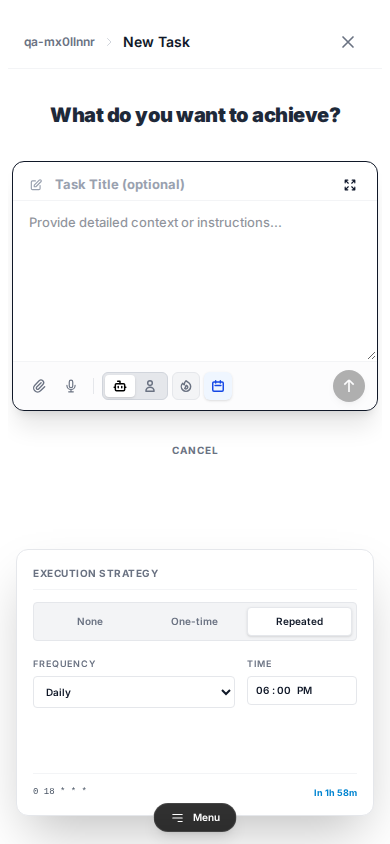 qa-mx0llnnr > New Task
What do you want to achieve?
Task Title (optional)
Provide detailed context or instructions...
CANCEL
EXECUTION STRATEGY
None One-time Repeated
FREQUENCY TIME
Daily 06:00 PM
0 18 * * * In 1h 58m
Menu